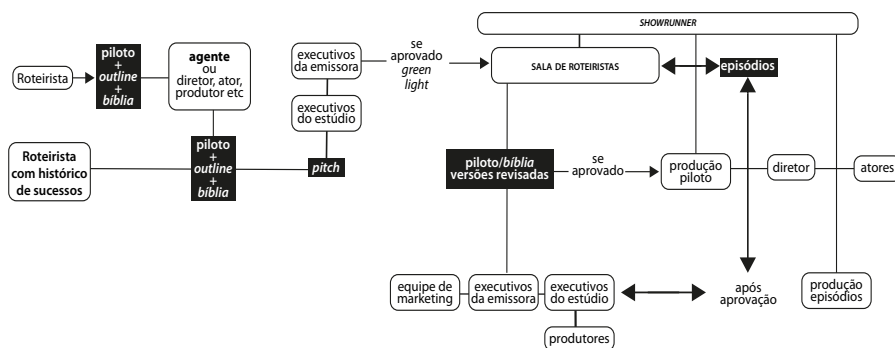 SHOWRUNNER
Roteirista
piloto
+
outline
+
bíblia
agente
ou
diretor, ator,
produtor etc
executivos
da emissora
executivos
do estúdio
se
aprovado
green
light
SALA DE ROTEIRISTAS
episódios
Roteirista
com histórico
de sucessos
piloto
+
outline
+
bíblia
pitch
piloto/bíblia
versões revisadas
se
aprovado
produção
piloto
diretor
atores
equipe de
marketing
executivos
da emissora
executivos
do estúdio
produtores
após
aprovação
produção
episódios